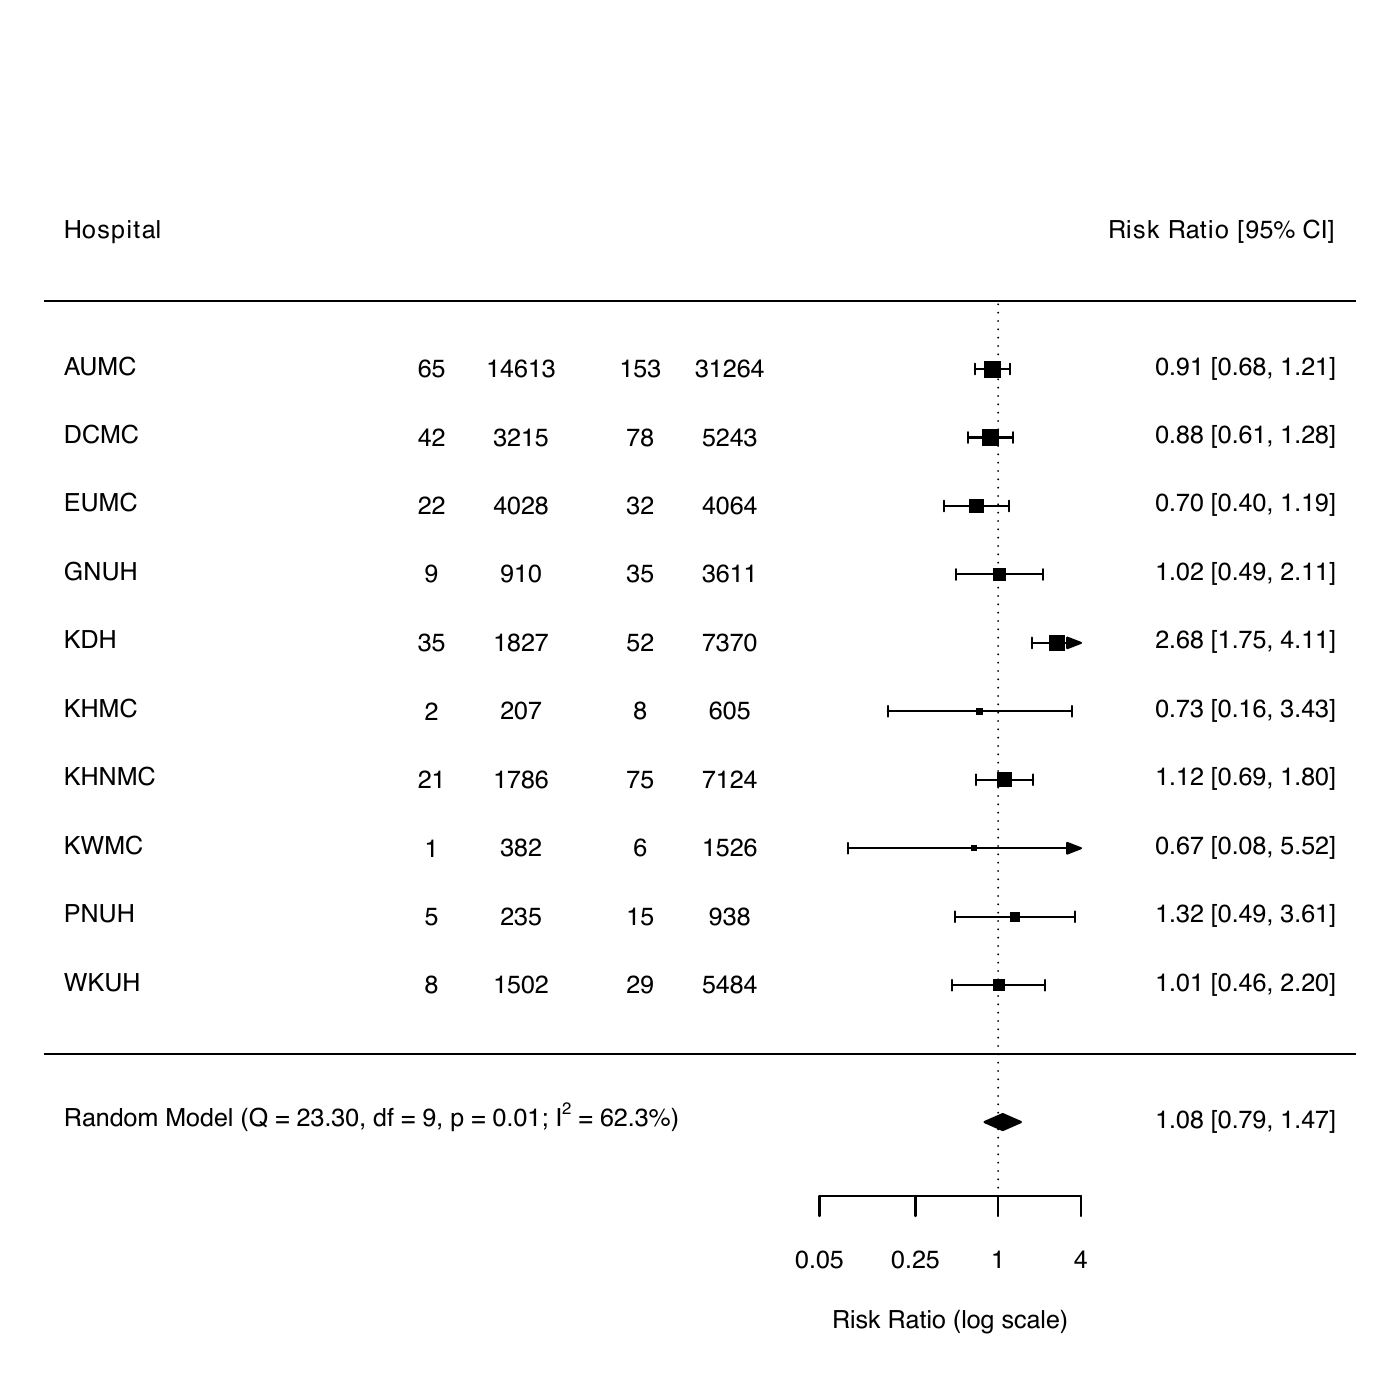 Hospital Risk Ratio [95% CI]
AUMC 65 14613 153 31264 0.91 [0.68, 1.21]
DCMC 42 3215 78 5243 0.88 [0.61, 1.28]
EUMC 22 4028 32 4064 0.70 [0.40, 1.19]
GNUH 9 910 35 3611 1.02 [0.49, 2.11]
KDH 35 1827 52 7370 2.68 [1.75, 4.11]
KHMC 2 207 8 605 0.73 [0.16, 3.43]
KHNMC 21 1786 75 7124 1.12 [0.69, 1.80]
KWMC 1 382 6 1526 0.67 [0.08, 5.52]
PNUH 5 235 15 938 1.32 [0.49, 3.61]
WKUH 8 1502 29 5484 1.01 [0.46, 2.20]
Random Model (Q = 23.30, df = 9, p = 0.01; I² = 62.3%) 1.08 [0.79, 1.47]
0.05 0.25 1 4
Risk Ratio (log scale)